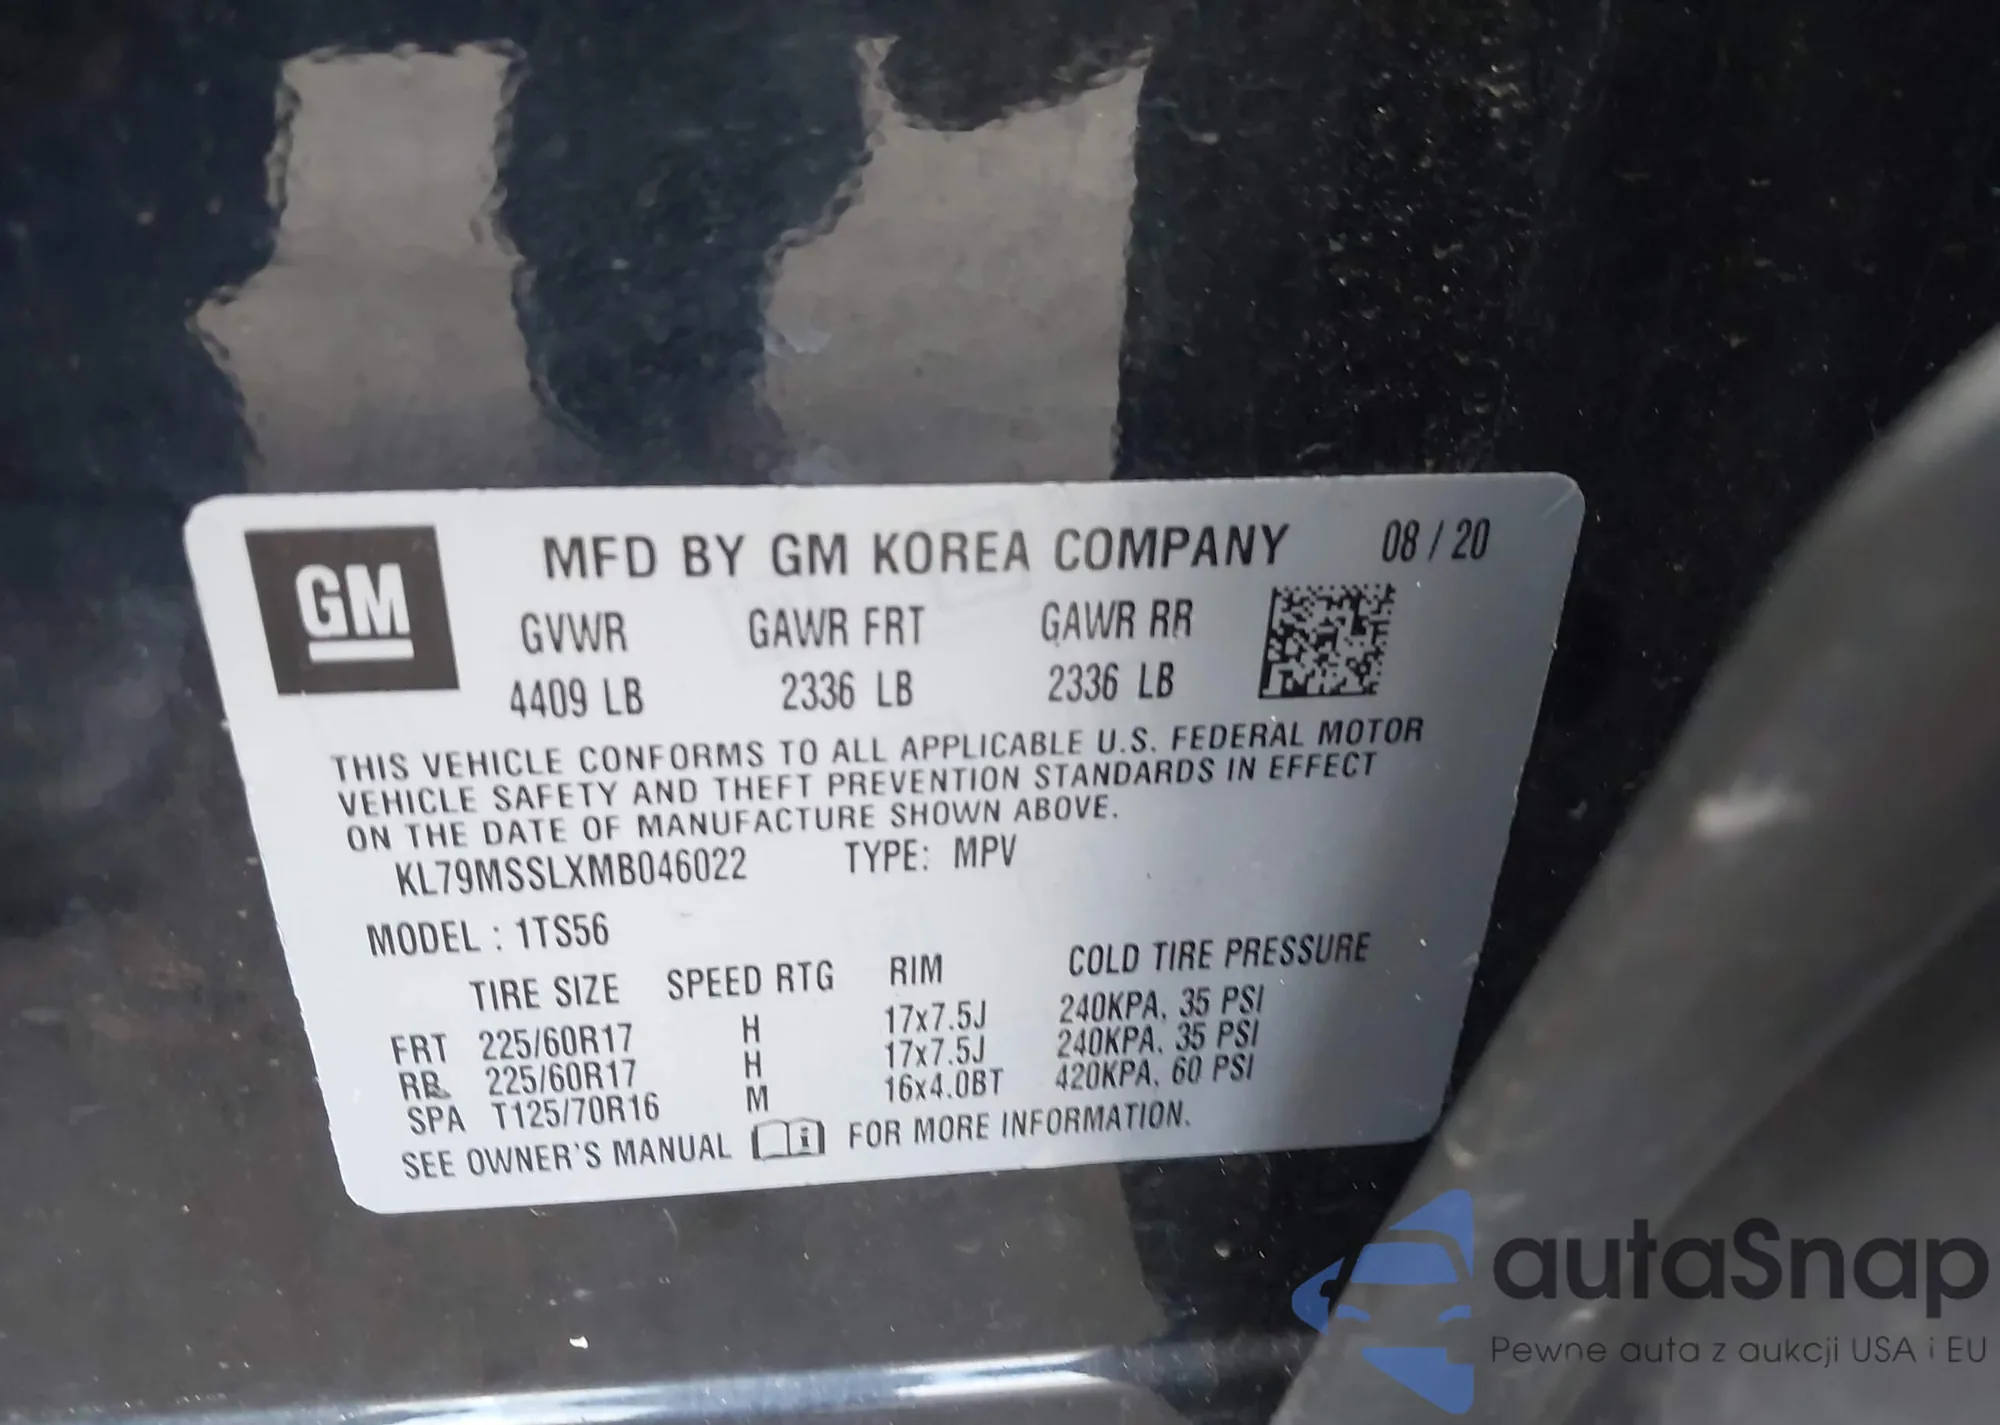 GM
MFD BY GM KOREA COMPANY 08 / 20
GVWR GAWR FRT GAWR RR
4409 LB 2336 LB 2336 LB
THIS VEHICLE CONFORMS TO ALL APPLICABLE U.S. FEDERAL MOTOR
VEHICLE SAFETY AND THEFT PREVENTION STANDARDS IN EFFECT
ON THE DATE OF MANUFACTURE SHOWN ABOVE.
KL79MSSLXMB046022 TYPE: MPV
MODEL : 1TS56
TIRE SIZE SPEED RTG RIM COLD TIRE PRESSURE
FRT 225/60R17 H 17x7.5J 240KPA, 35 PSI
RR 225/60R17 H 17x7.5J 240KPA, 35 PSI
SPA T125/70R16 M 16x4.0BT 420KPA, 60 PSI
SEE OWNER'S MANUAL i FOR MORE INFORMATION.
autaSnap
Pewne auta z aukcji USA i EU